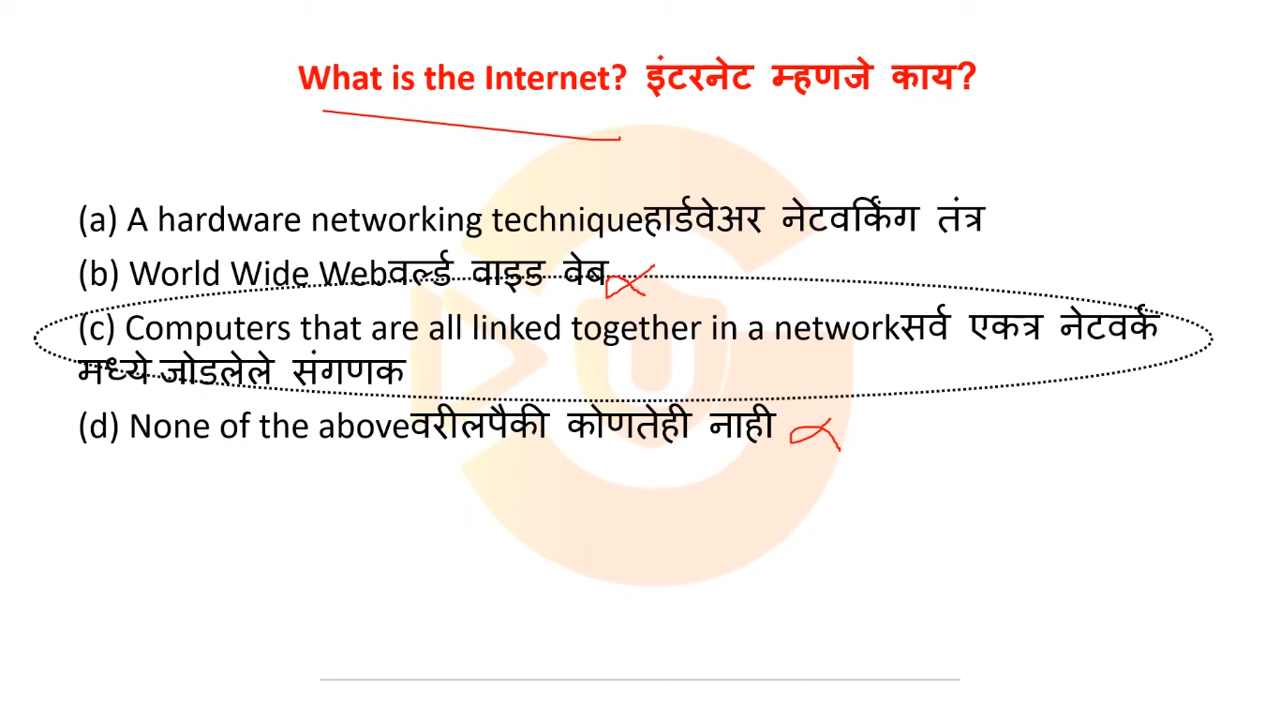 What is the Internet? इंटरनेट म्हणजे काय?
(a) A hardware networking techniqueहार्डवेअर नेटवर्किंग तंत्र
(b) World Wide Webवर्ल्ड वाइड वेब
(c) Computers that are all linked together in a networkसर्व एकत्र नेटवर्क
मध्ये जोडलेले संगणक
(d) None of the aboveवरीलपैकी कोणतेही नाही